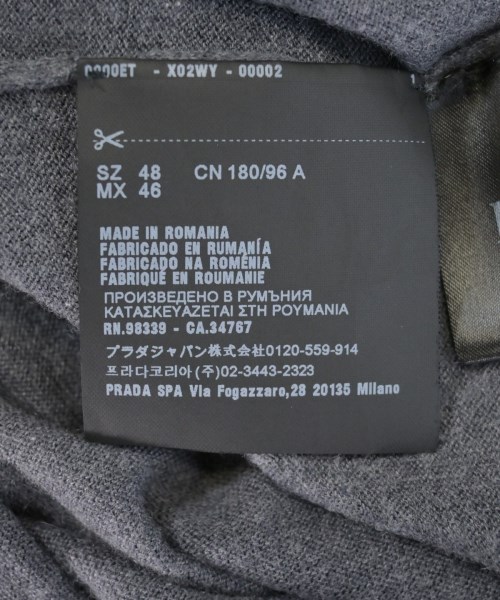 0000ET - X02WY - 00002 1
SZ 48 CN 180/96 A
MX 46
MADE IN ROMANIA
FABRICADO EN RUMANÍA
FABRICADO NA ROMÊNIA
FABRIQUÉ EN ROUMANIE
ПРОИЗВЕДЕНО В РУМЪНИЯ
ΚΑΤΑΣΚΕΥΑΖΕΤΑΙ ΣΤΗ ΡΟΥΜΑΝΙΑ
RN.98339 - CA.34767
プラダジャパン株式会社0120-559-914
프라다코리아(주)02-3443-2323
PRADA SPA Via Fogazzaro,28 20135 Milano